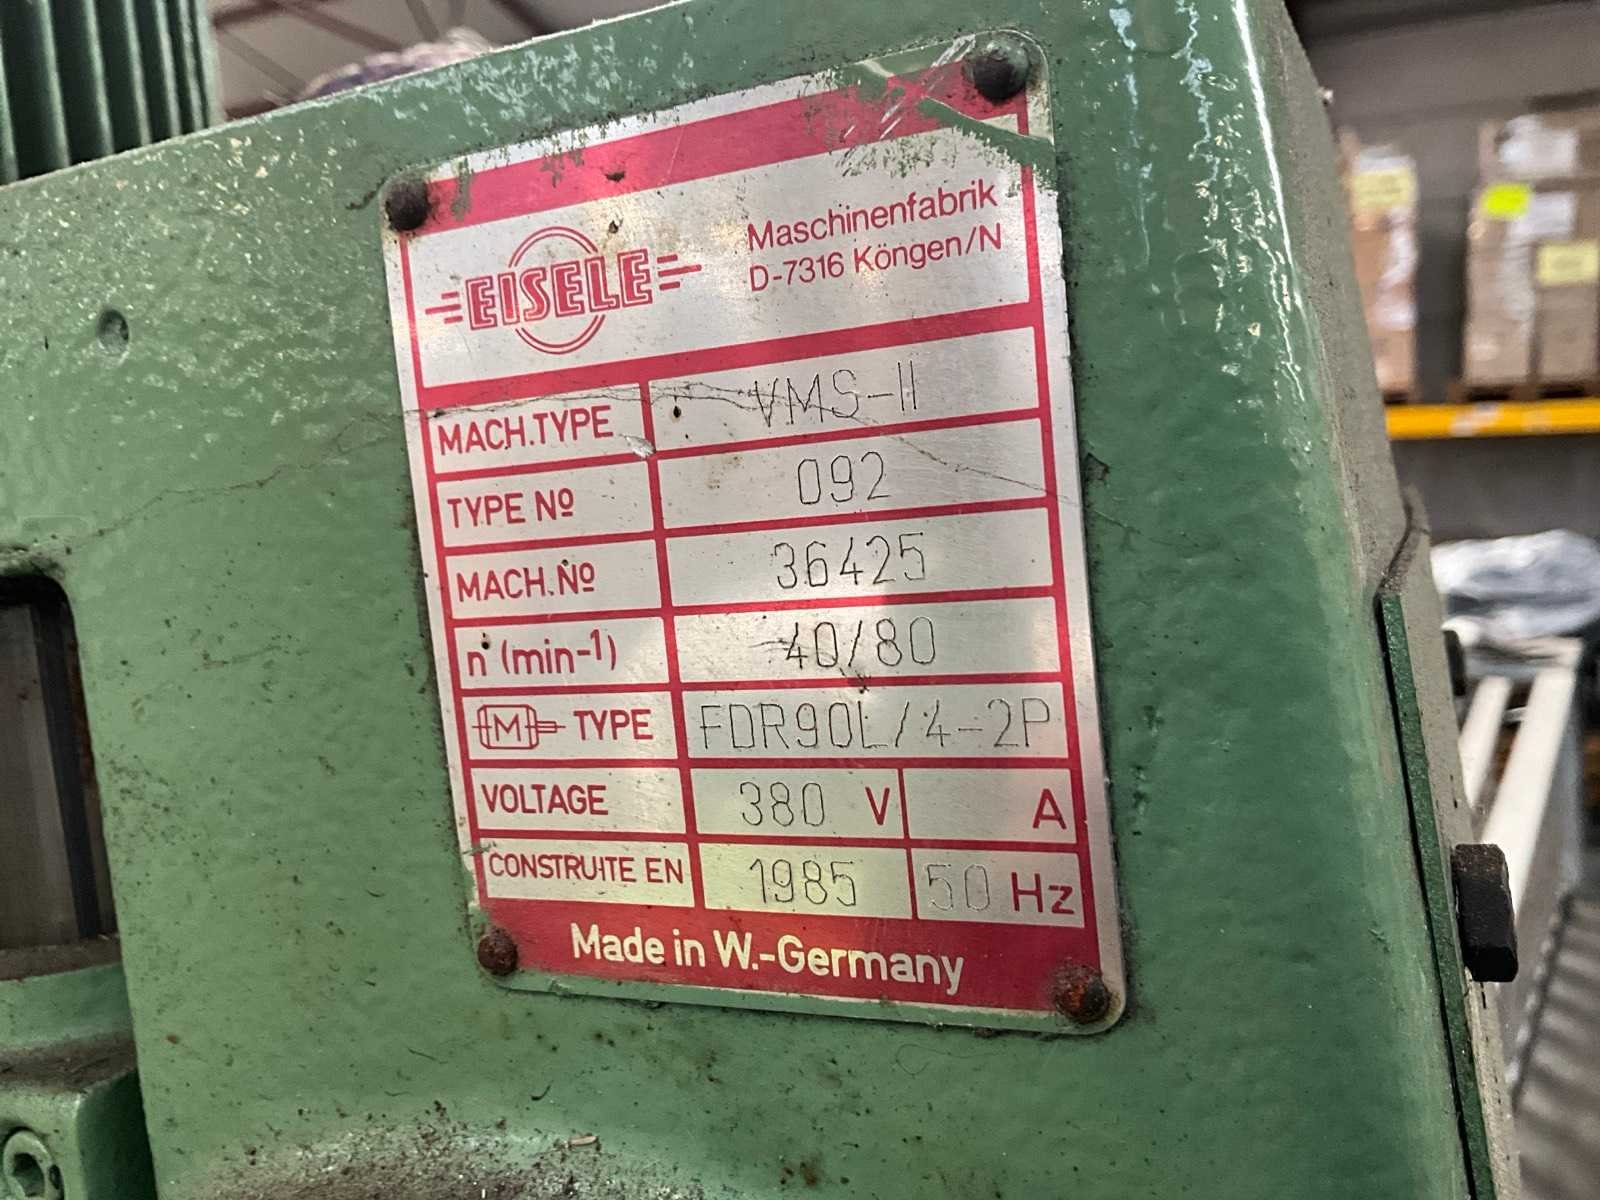 EISELE
Maschinenfabrik
D-7316 Köngen/N
MACH.TYPE VMS-II
TYPE Nº 092
MACH.Nº 36425
n (min-1) 40/80
M TYPE FDR90L/4-2P
VOLTAGE 380 V A
CONSTRUITE EN 1985 50 Hz
Made in W.-Germany